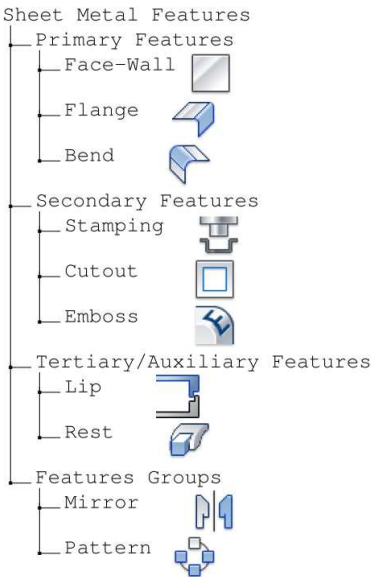 Sheet Metal Features
Primary Features
Face-Wall
Flange
Bend
Secondary Features
Stamping
Cutout
Emboss
E
Tertiary/Auxiliary Features
Lip
Rest
Features Groups
Mirror
Pattern